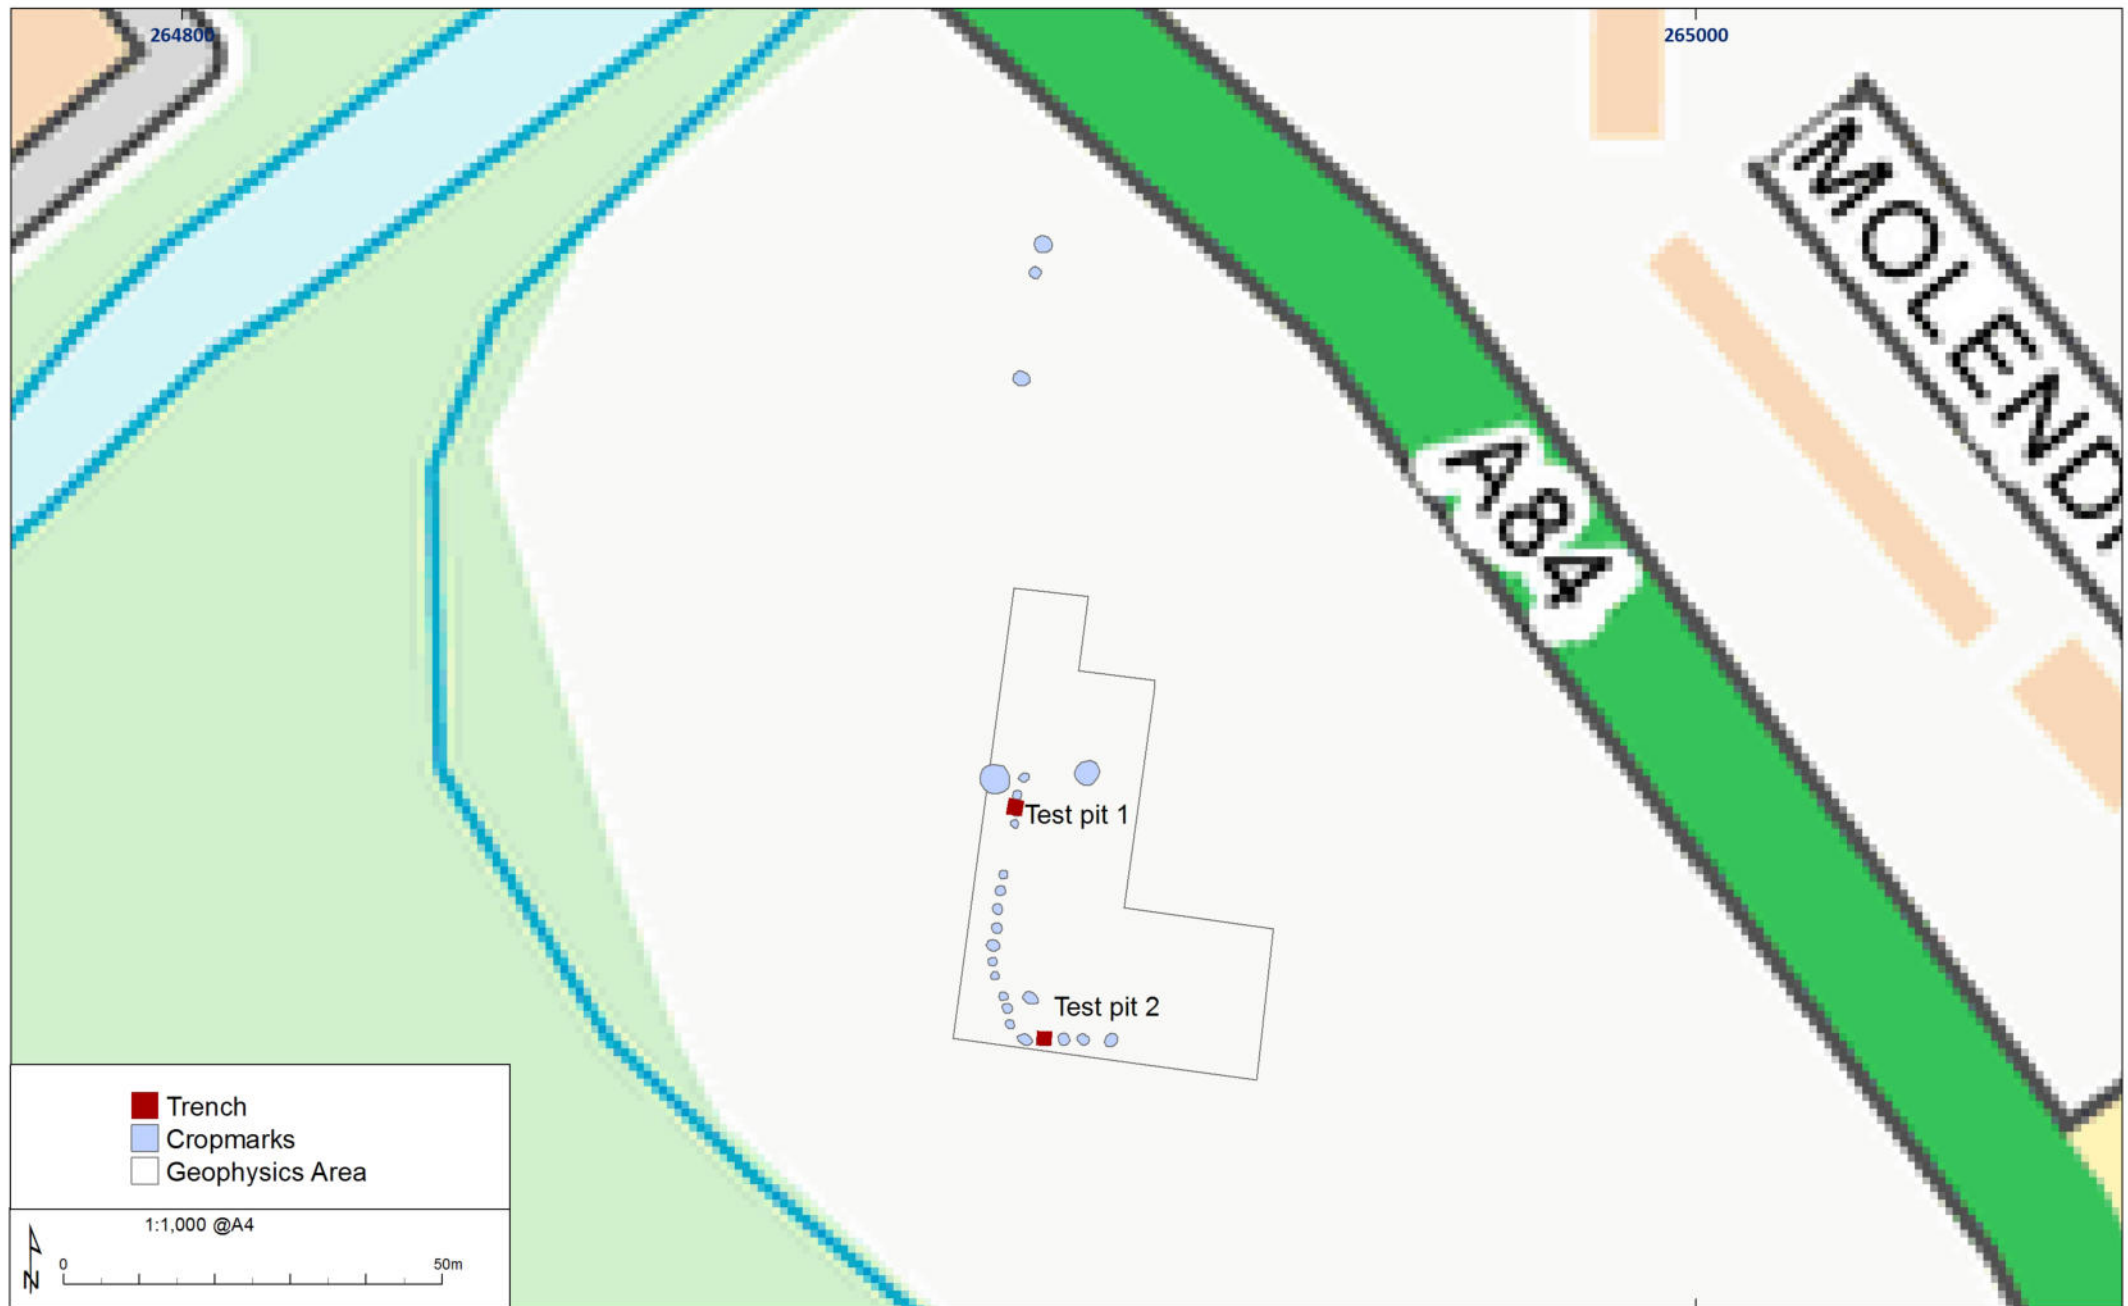 264800
265000
MOLENDI
A84
Test pit 1
Test pit 2
Trench
Cropmarks
Geophysics Area
1:1,000 @A4
0
50m
N